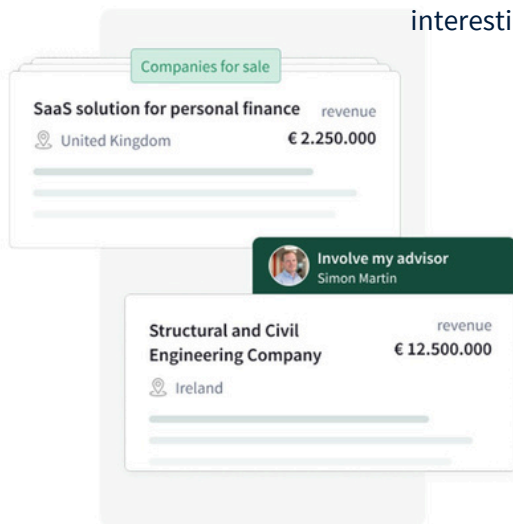 interesti
Companies for sale
SaaS solution for personal finance revenue
United Kingdom € 2.250.000
Involve my advisor
Simon Martin
Structural and Civil revenue
Engineering Company € 12.500.000
Ireland